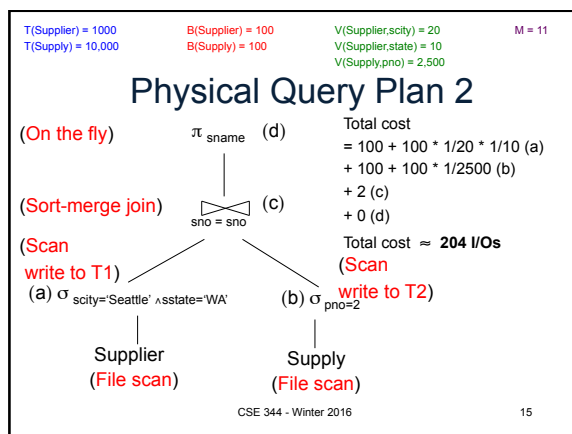 T(Supplier) = 1000 B(Supplier) = 100 V(Supplier,scity) = 20 M = 11
T(Supply) = 10,000 B(Supply) = 100 V(Supplier,state) = 10
V(Supply,pno) = 2,500
Physical Query Plan 2
(On the fly) π sname (d)
Total cost
= 100 + 100 * 1/20 * 1/10 (a)
+ 100 + 100 * 1/2500 (b)
+ 2 (c)
+ 0 (d)
Total cost ≈ 204 I/Os
(Sort-merge join) (c)
sno = sno
(Scan
write to T1)
(a) σ scity=‘Seattle’ ∧sstate=‘WA’
(Scan
write to T2)
(b) σ pno=2
Supplier
(File scan)
Supply
(File scan)
CSE 344 - Winter 2016 15